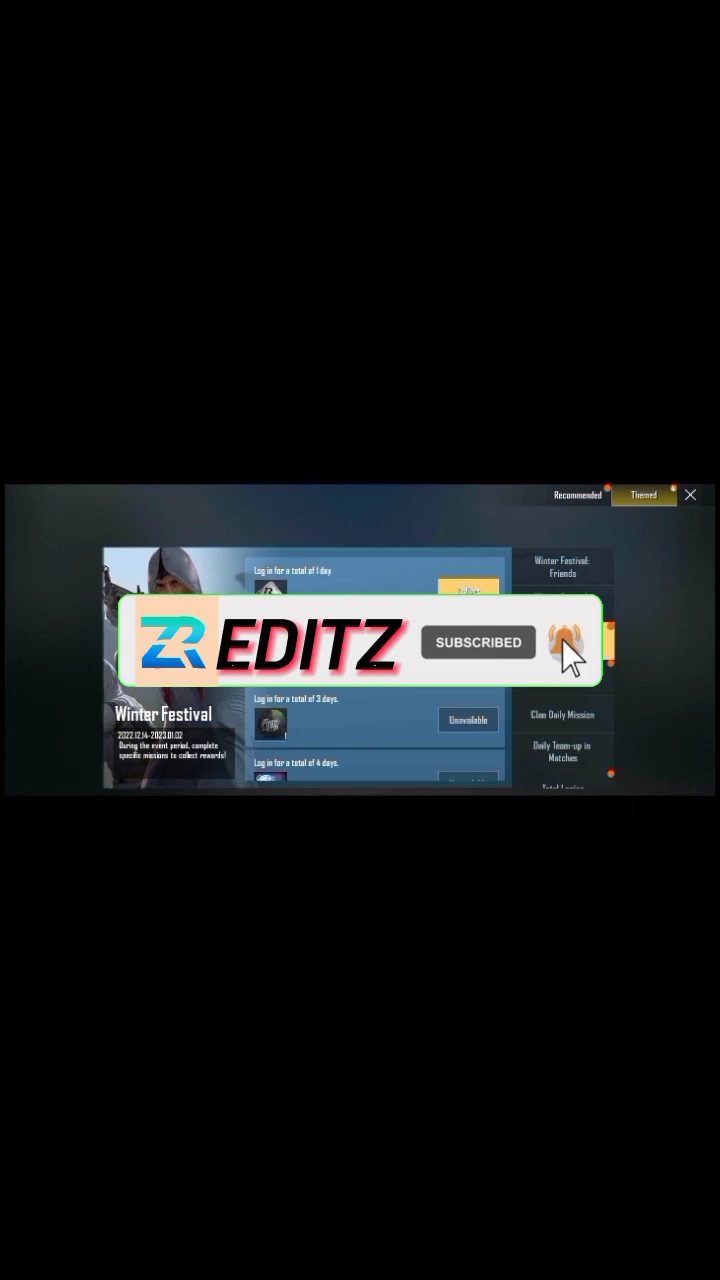 Recommended
Themed
Log in for a total of 1 day.
Winter Festival:
Friends
ZR EDITZ
SUBSCRIBED
Log in for a total of 3 days.
Unavailable
Winter Festival
2022.12.14-2023.01.02
During the event period, complete
specific missions to collect rewards!
Clan Daily Mission
Daily Team-up in
Matches
Log in for a total of 4 days.